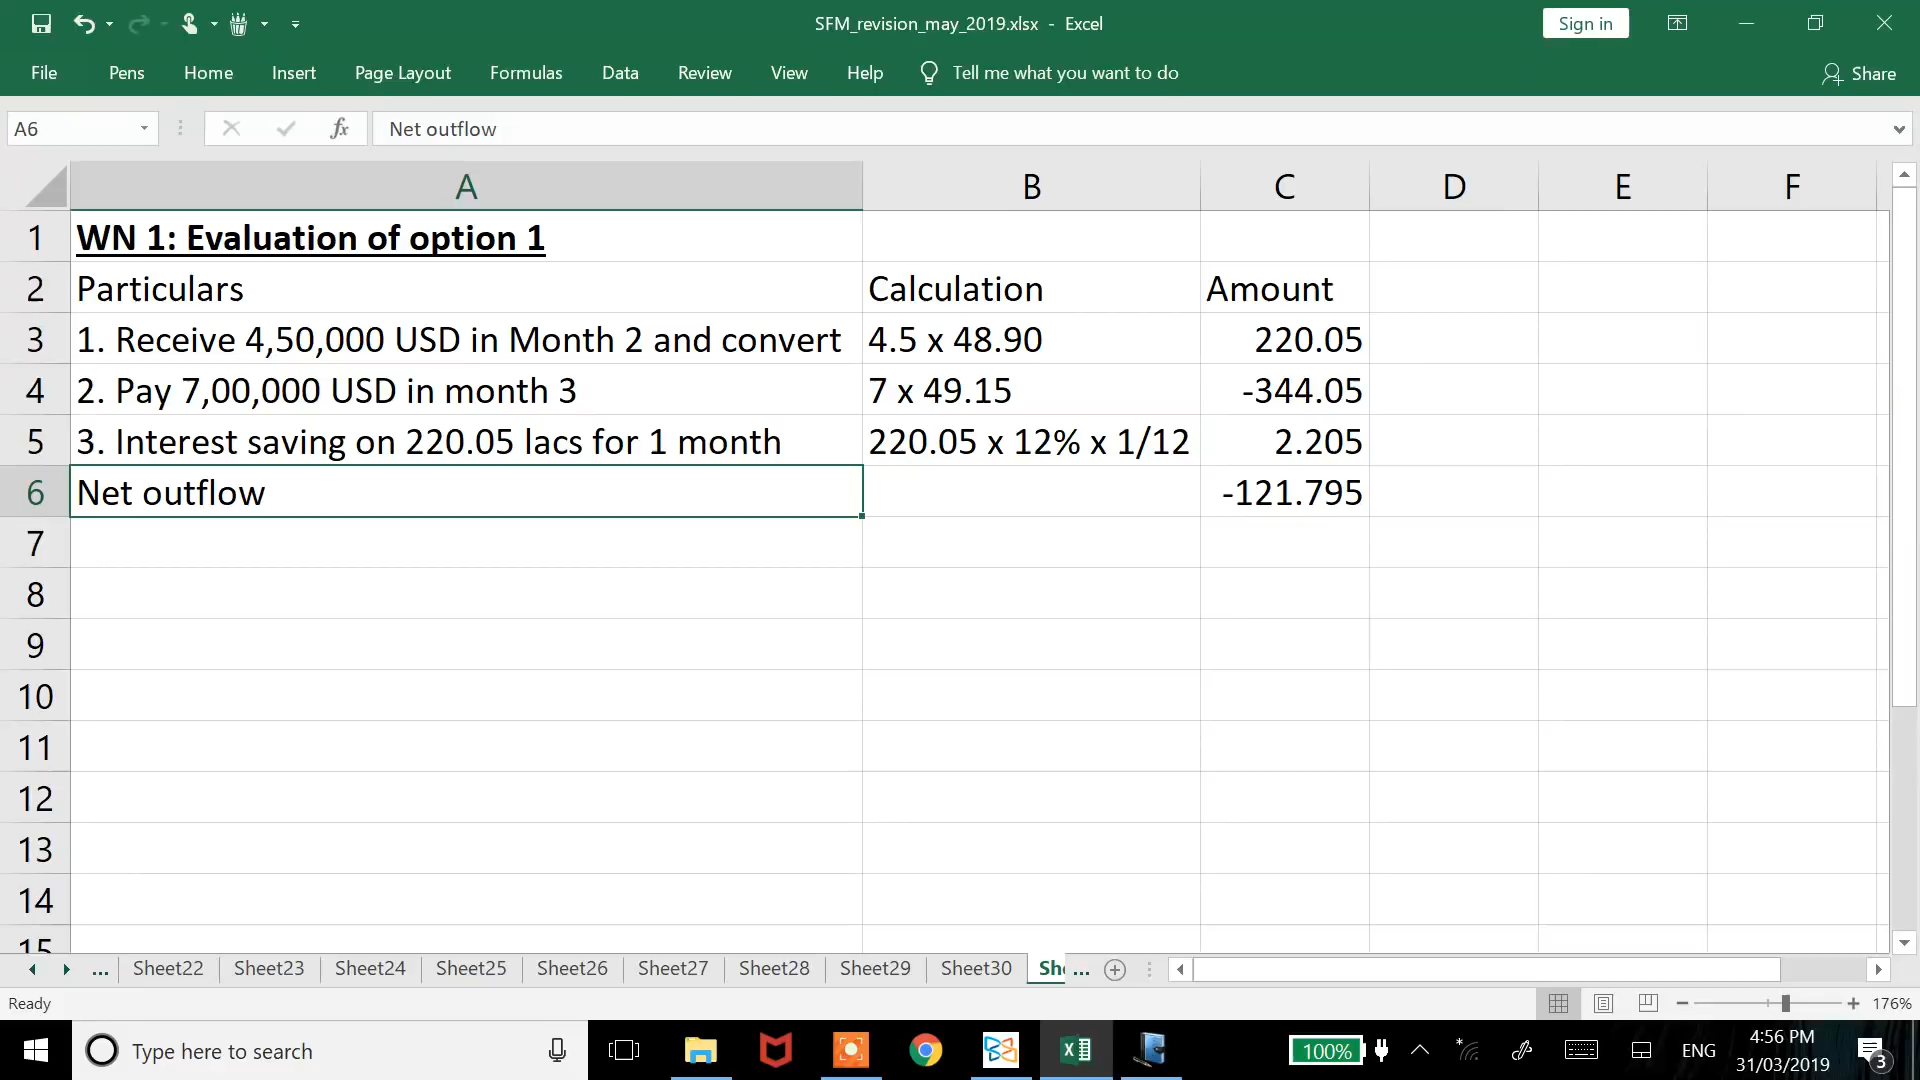 SFM_revision_may_2019.xlsx - Excel
Sign in
File Pens Home Insert Page Layout Formulas Data Review View Help Tell me what you want to do Share
A6 fx Net outflow
A B C D E F
1 WN 1: Evaluation of option 1
2 Particulars Calculation Amount
3 1. Receive 4,50,000 USD in Month 2 and convert 4.5 x 48.90 220.05
4 2. Pay 7,00,000 USD in month 3 7 x 49.15 -344.05
5 3. Interest saving on 220.05 lacs for 1 month 220.05 x 12% x 1/12 2.205
6 Net outflow -121.795
7
8
9
10
11
12
13
14
15
... Sheet22 Sheet23 Sheet24 Sheet25 Sheet26 Sheet27 Sheet28 Sheet29 Sheet30 She ...
Ready 176%
Type here to search 100% ENG 4:56 PM
31/03/2019 3